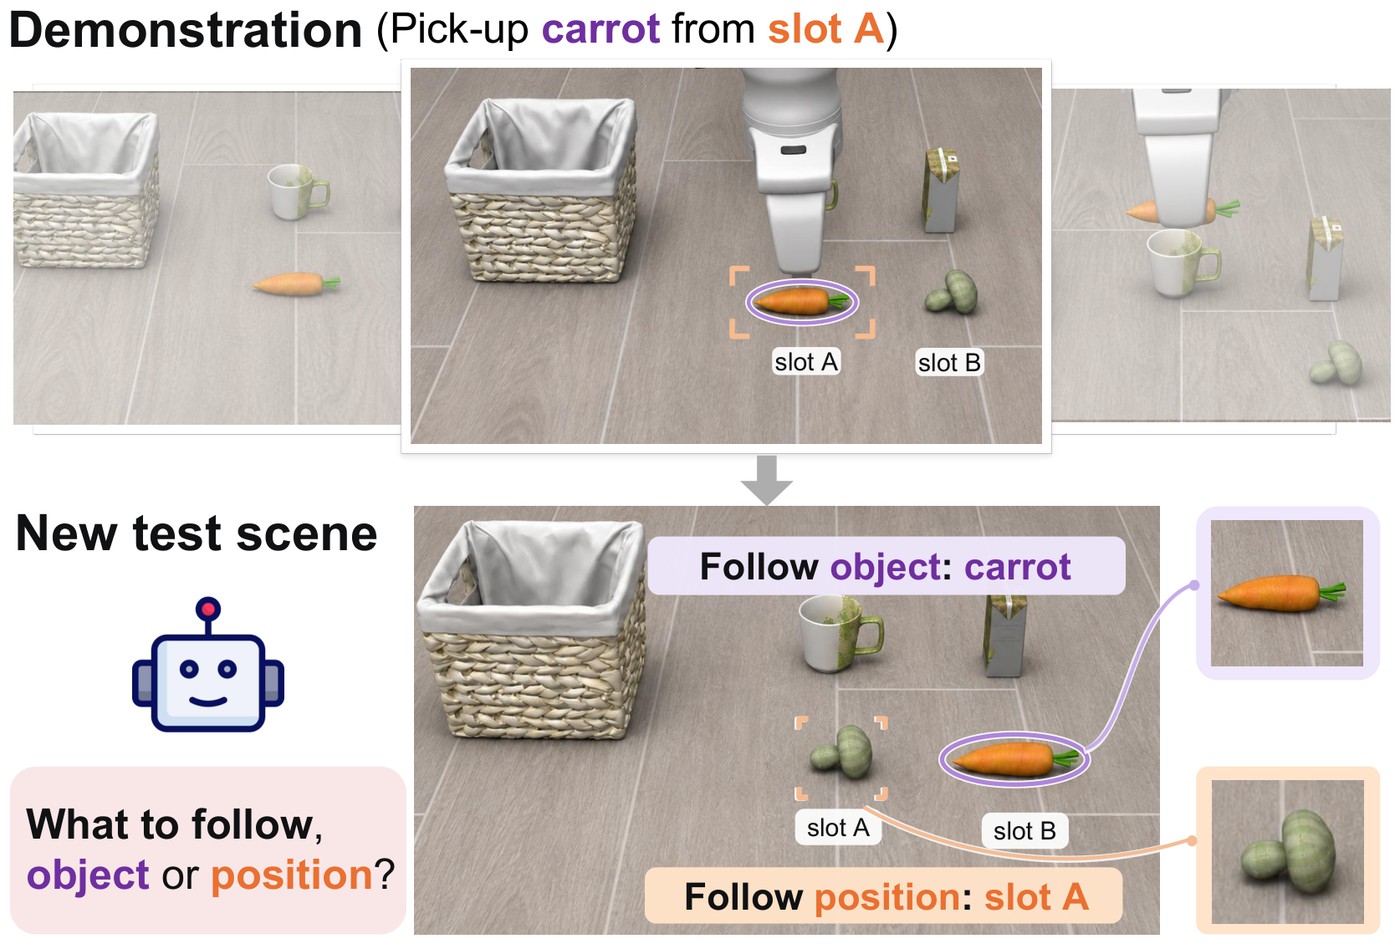 Demonstration (Pick-up carrot from slot A)
slot A
slot B
New test scene
Follow object: carrot
What to follow,
object or position?
slot A
slot B
Follow position: slot A